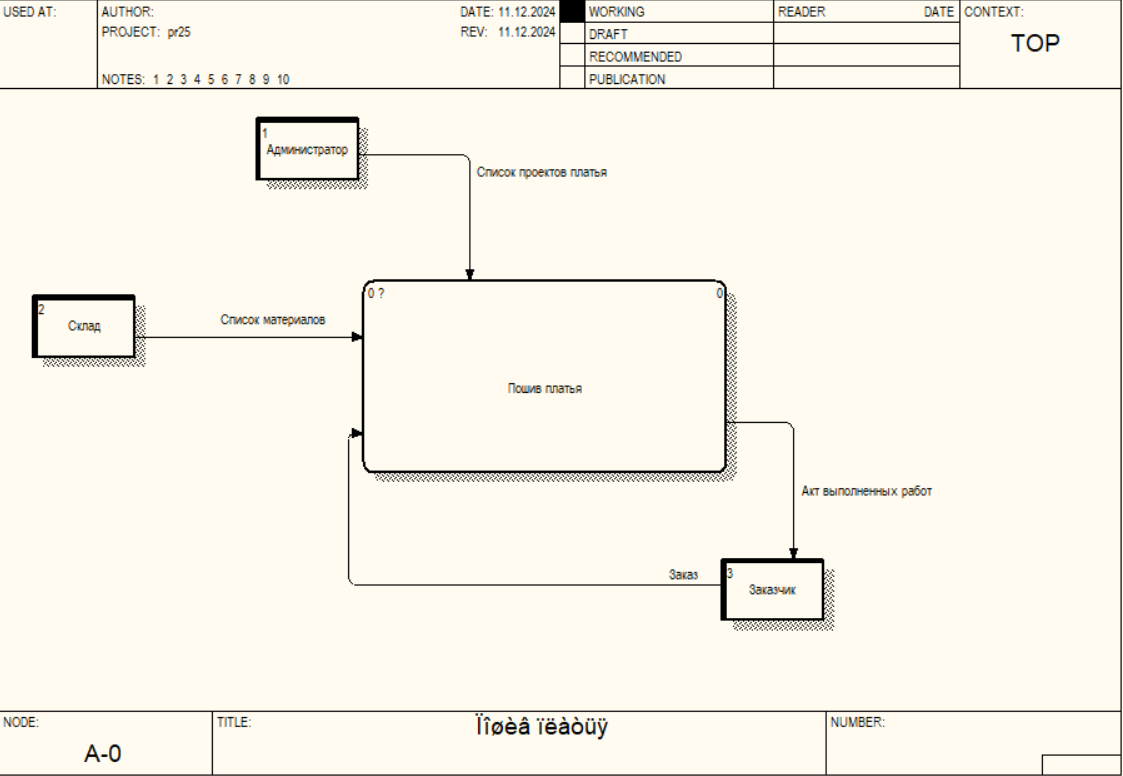 USED AT:
AUTHOR:
DATE: 11.12.2024
WORKING
READER
DATE
CONTEXT:
PROJECT: pr25
REV: 11.12.2024
DRAFT
TOP
RECOMMENDED
NOTES: 1 2 3 4 5 6 7 8 9 10
PUBLICATION
1
Администратор
Список проектов платья
0 ?
0
2
Склад
Список материалов
Пошив платья
Акт выполненных работ
Заказ
3
Заказчик
NODE:
A-0
TITLE:
Ïîøèâ ïëàòüÿ
NUMBER: